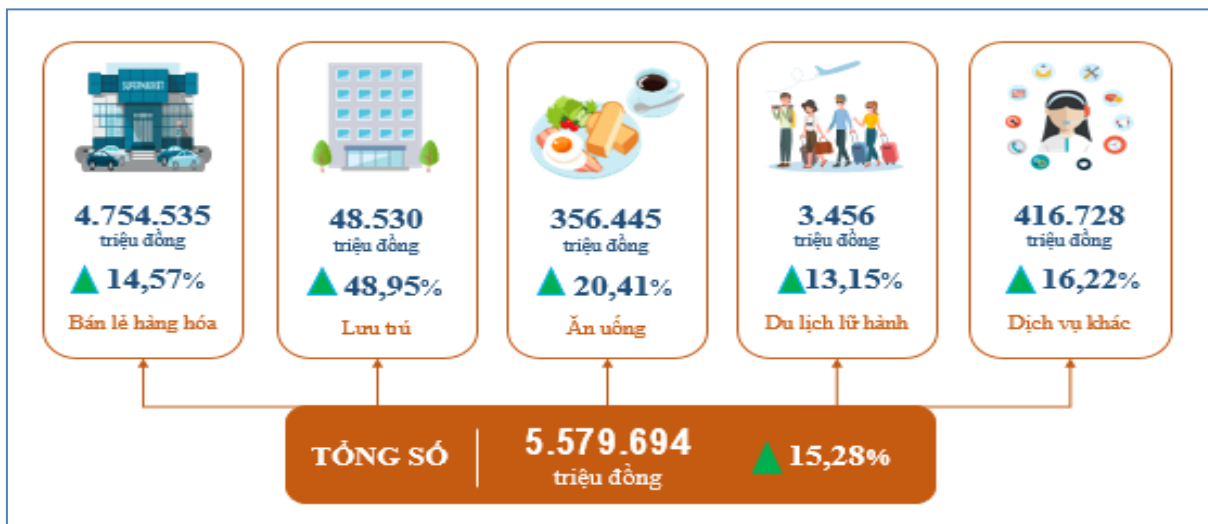 SUPERMARKET
4.754.535
triệu đồng
14,57%
Bán lẻ hàng hóa
48.530
triệu đồng
48,95%
Lưu trú
356.445
triệu đồng
20,41%
Ăn uống
3.456
triệu đồng
13,15%
Du lịch lữ hành
416.728
triệu đồng
16,22%
Dịch vụ khác
TỔNG SỐ
5.579.694
triệu đồng
15,28%